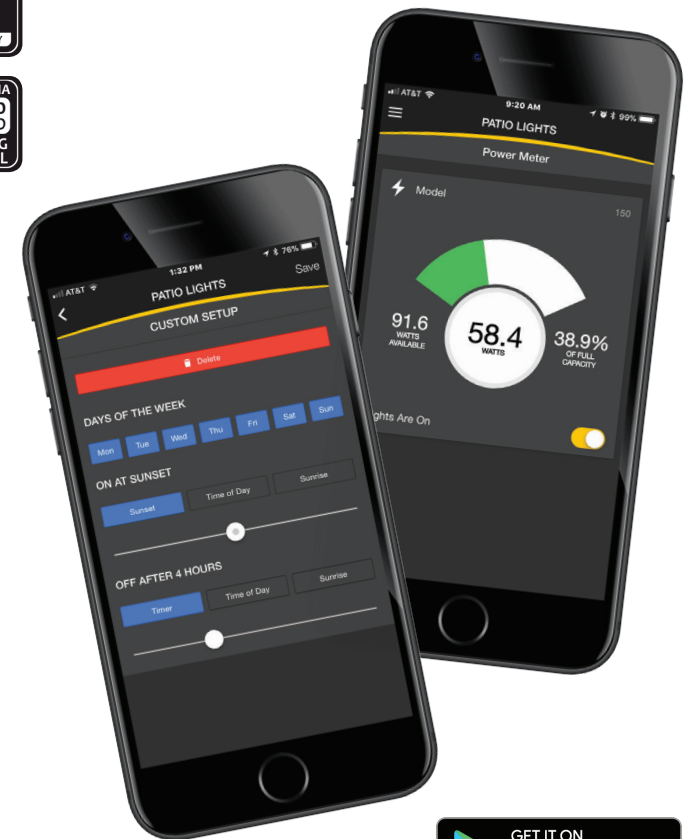 AT&T 1:32 PM 76%
PATIO LIGHTS Save
CUSTOM SETUP
Delete
DAYS OF THE WEEK
Mon Tue Wed Thu Fri Sat Sun
ON AT SUNSET
Sunset Time of Day Sunrise
OFF AFTER 4 HOURS
Timer Time of Day Sunrise
AT&T 9:20 AM 99%
PATIO LIGHTS
Power Meter
Model
150
91.6
WATTS
AVAILABLE
58.4
WATTS
38.9%
OF FULL
CAPACITY
ghts Are On
GET IT ON